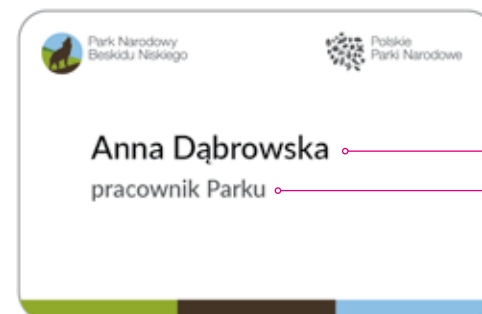 Park Narodowy
Beskidu Niskiego
Polskie
Parki Narodowe
Anna Dąbrowska
pracownik Parku